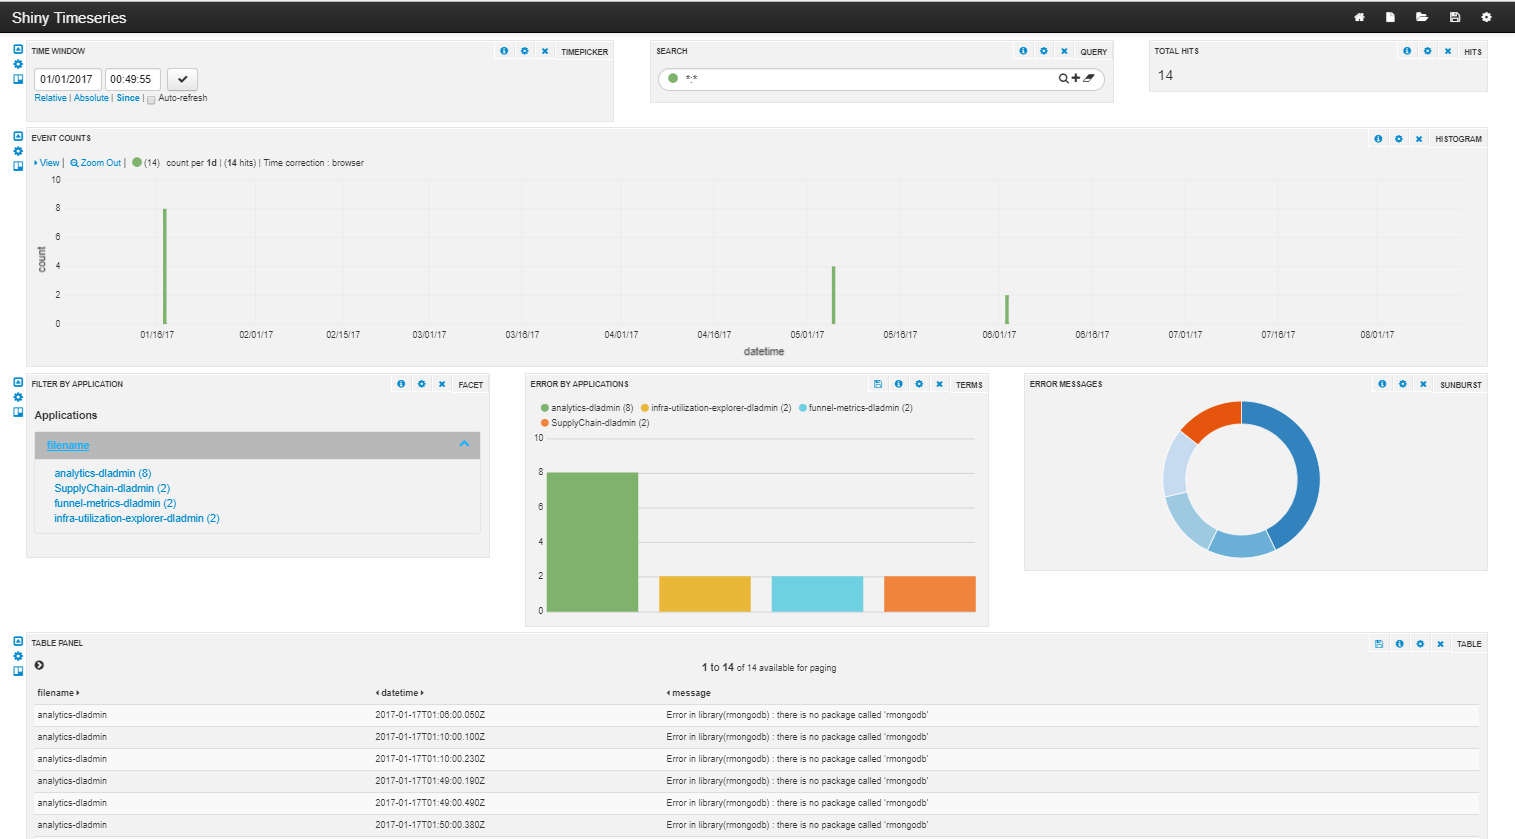 Shiny Timeseries
TIME WINDOW
TIMEPICKER
01/01/2017 00:49:55
Relative | Absolute | Since | Auto-refresh
SEARCH
QUERY
*:*
TOTAL HITS
HITS
14
EVENT COUNTS
HISTOGRAM
View | Zoom Out | (14) count per 1d | (14 hits) | Time correction : browser
10
8
6
4
2
0
count
01/16/17 02/01/17 02/15/17 03/01/17 03/16/17 04/01/17 04/16/17 05/01/17 05/16/17 06/01/17 06/16/17 07/01/17 07/16/17 08/01/17
datetime
FILTER BY APPLICATION
FACET
Applications
filename
analytics-dladmin (8)
SupplyChain-dladmin (2)
funnel-metrics-dladmin (2)
infra-utilization-explorer-dladmin (2)
ERROR BY APPLICATIONS
TERMS
analytics-dladmin (8) infra-utilization-explorer-dladmin (2) funnel-metrics-dladmin (2)
SupplyChain-dladmin (2)
10
8
6
4
2
0
ERROR MESSAGES
SUNBURST
TABLE PANEL
TABLE
1 to 14 of 14 available for paging
filename datetime message
analytics-dladmin 2017-01-17T01:06:00.050Z Error in library(rmongodb) : there is no package called 'rmongodb'
analytics-dladmin 2017-01-17T01:10:00.100Z Error in library(rmongodb) : there is no package called 'rmongodb'
analytics-dladmin 2017-01-17T01:10:00.230Z Error in library(rmongodb) : there is no package called 'rmongodb'
analytics-dladmin 2017-01-17T01:49:00.190Z Error in library(rmongodb) : there is no package called 'rmongodb'
analytics-dladmin 2017-01-17T01:49:00.490Z Error in library(rmongodb) : there is no package called 'rmongodb'
analytics-dladmin 2017-01-17T01:50:00.380Z Error in library(rmongodb) : there is no package called 'rmongodb'